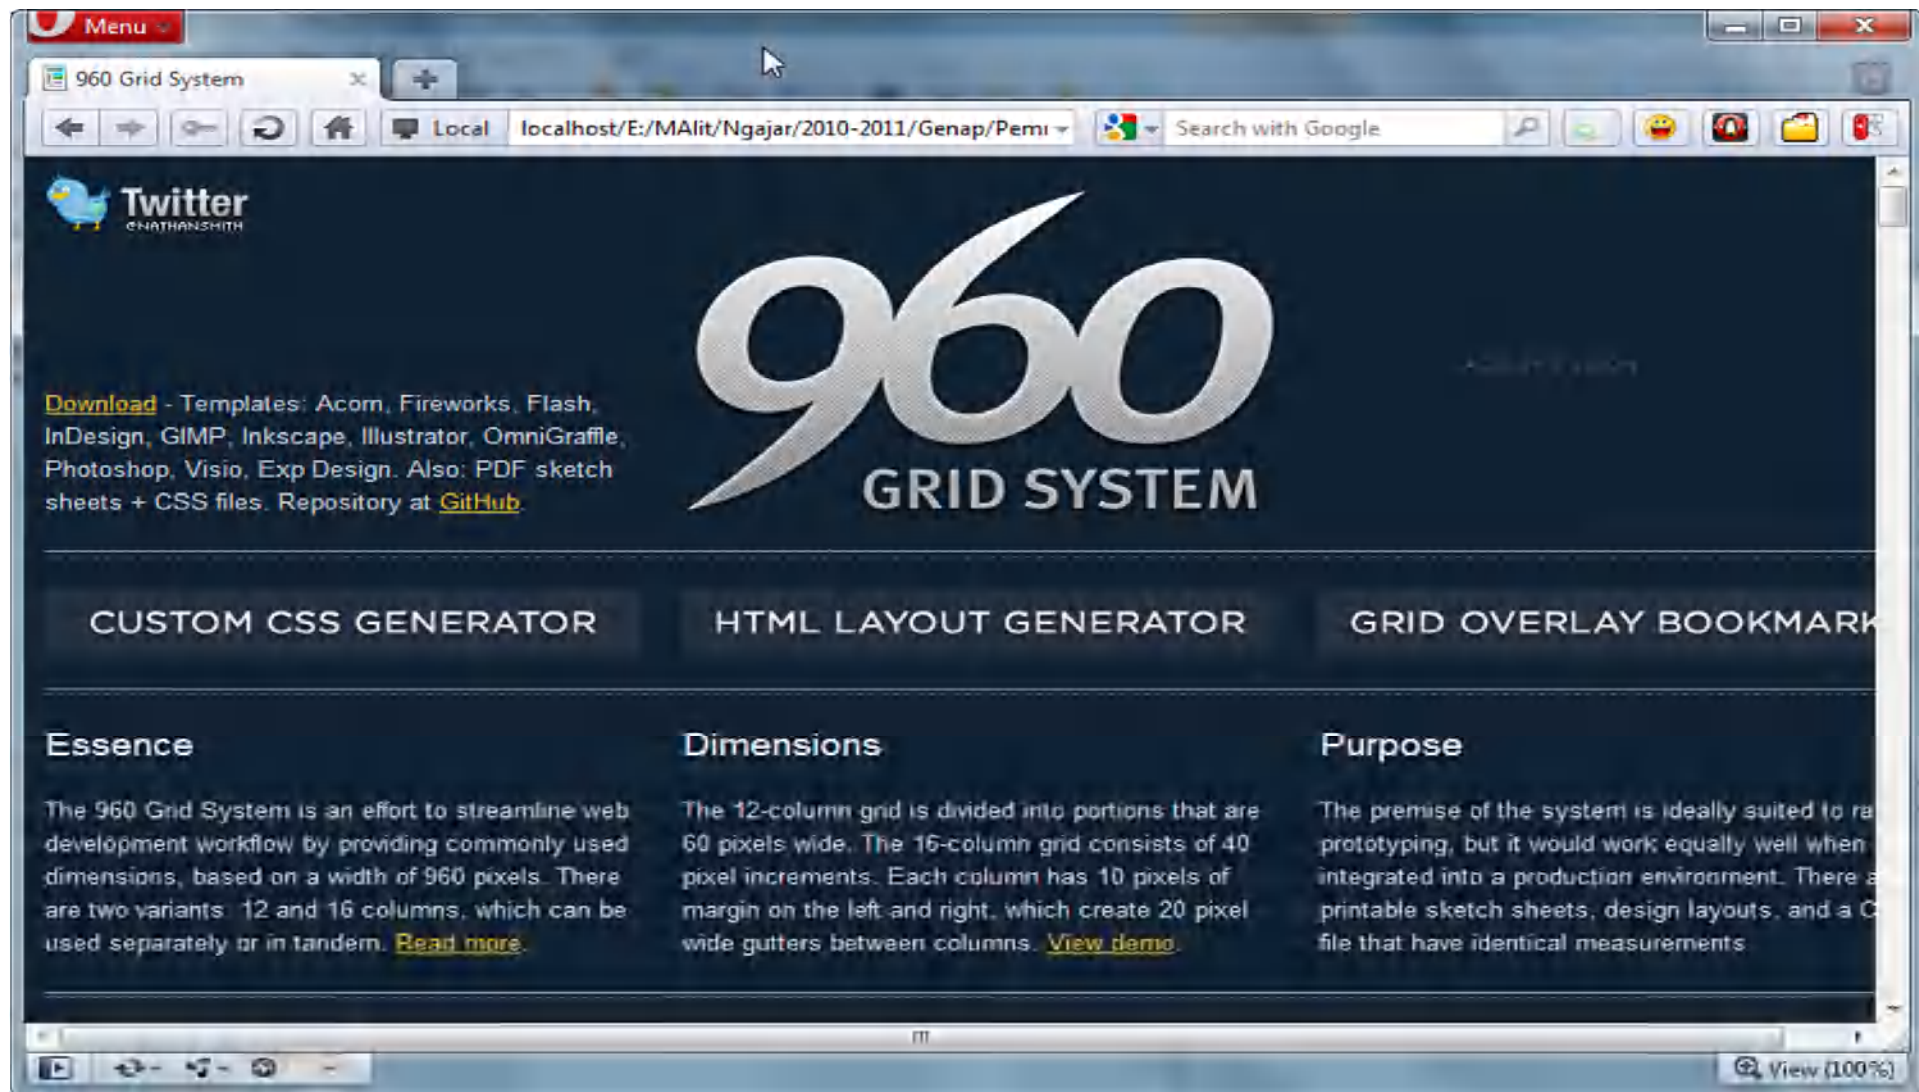 Menu
960 Grid System
Local
localhost/E:/MAlit/Ngajar/2010-2011/Genap/Pem
Search with Google
Twitter
@NATHANSMITH
960
GRID SYSTEM
Download - Templates: Acorn, Fireworks, Flash,
InDesign, GIMP, Inkscape, Illustrator, OmniGraffle,
Photoshop, Visio, Exp Design. Also: PDF sketch
sheets + CSS files. Repository at GitHub.
CUSTOM CSS GENERATOR
HTML LAYOUT GENERATOR
GRID OVERLAY BOOKMARK
Essence
The 960 Grid System is an effort to streamline web
development workflow by providing commonly used
dimensions, based on a width of 960 pixels. There
are two variants: 12 and 16 columns, which can be
used separately or in tandem. Read more.
Dimensions
The 12-column grid is divided into portions that are
60 pixels wide. The 16-column grid consists of 40
pixel increments. Each column has 10 pixels of
margin on the left and right, which create 20 pixel
wide gutters between columns. View demo.
Purpose
The premise of the system is ideally suited to ra
prototyping, but it would work equally well when
integrated into a production environment. There a
printable sketch sheets, design layouts, and a C
file that have identical measurements
View (100%)